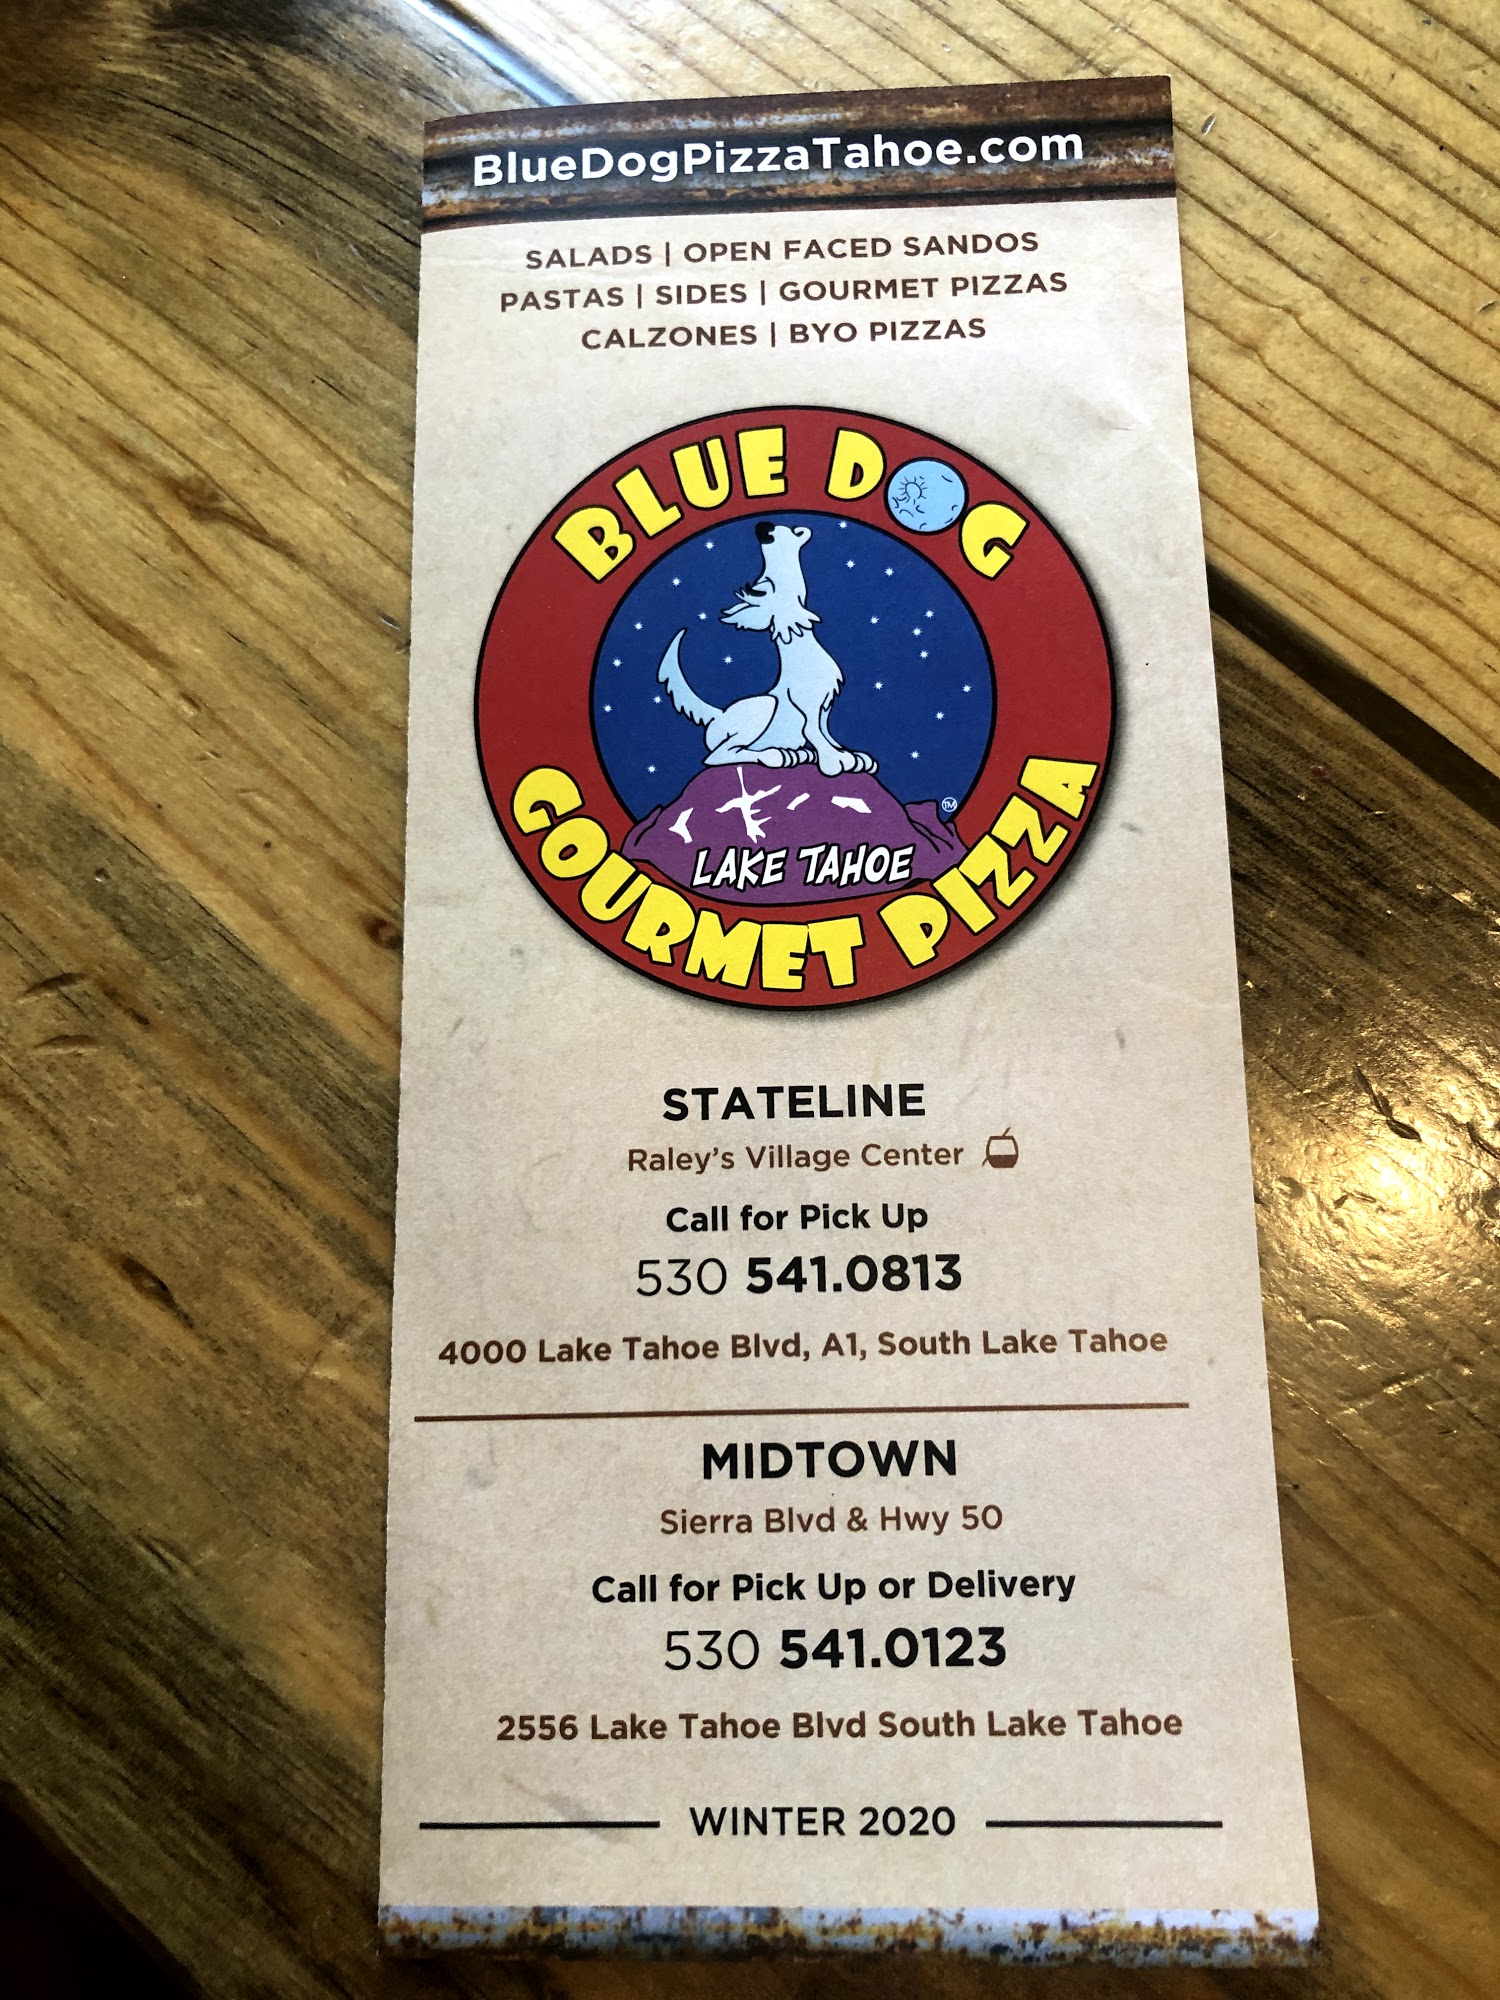 BlueDogPizzaTahoe.com
SALADS | OPEN FACED SANDOS
PASTAS | SIDES | GOURMET PIZZAS
CALZONES | BYO PIZZAS
BLUE DOG
TM
LAKE TAHOE
GOURMET PIZZA
STATELINE
Raley's Village Center
Call for Pick Up
530 541.0813
4000 Lake Tahoe Blvd, A1, South Lake Tahoe
MIDTOWN
Sierra Blvd & Hwy 50
Call for Pick Up or Delivery
530 541.0123
2556 Lake Tahoe Blvd South Lake Tahoe
WINTER 2020